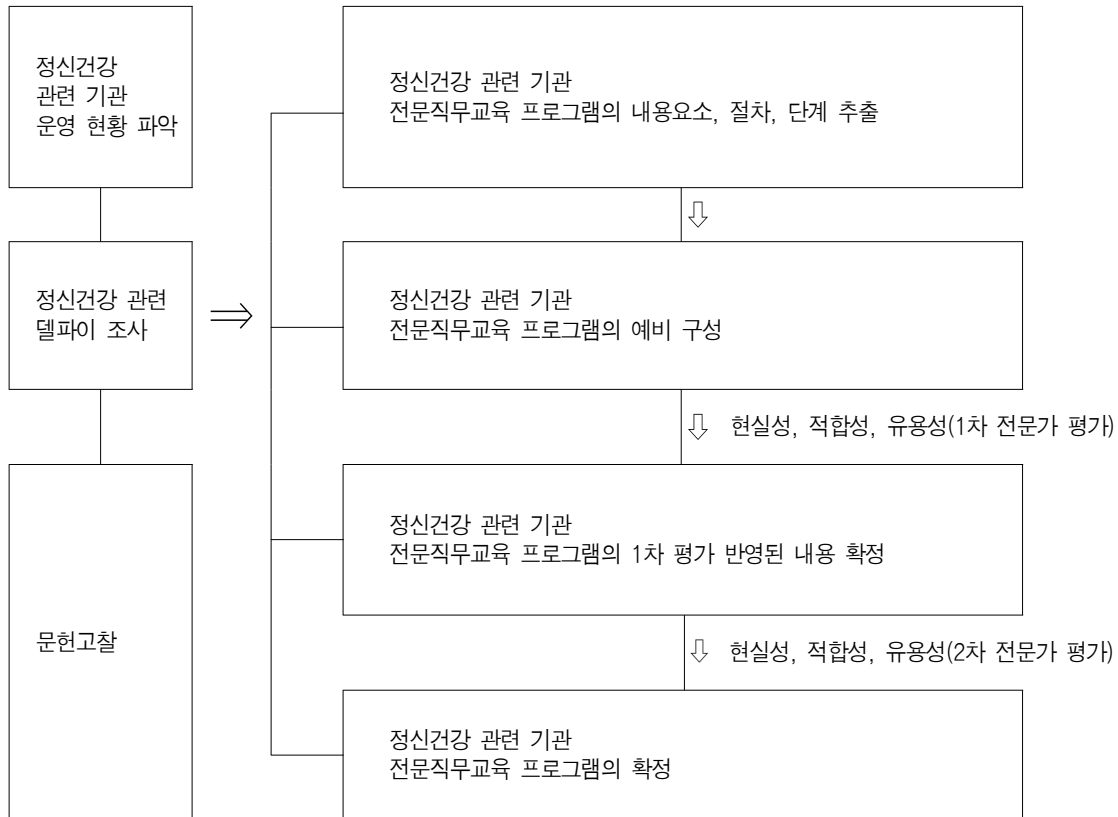 정신건강
관련 기관
운영 현황 파악
정신건강 관련
델파이 조사
문헌고찰
⇒
정신건강 관련 기관
전문직무교육 프로그램의 내용요소, 절차, 단계 추출
⇩
정신건강 관련 기관
전문직무교육 프로그램의 예비 구성
⇩ 현실성, 적합성, 유용성(1차 전문가 평가)
정신건강 관련 기관
전문직무교육 프로그램의 1차 평가 반영된 내용 확정
⇩ 현실성, 적합성, 유용성(2차 전문가 평가)
정신건강 관련 기관
전문직무교육 프로그램의 확정